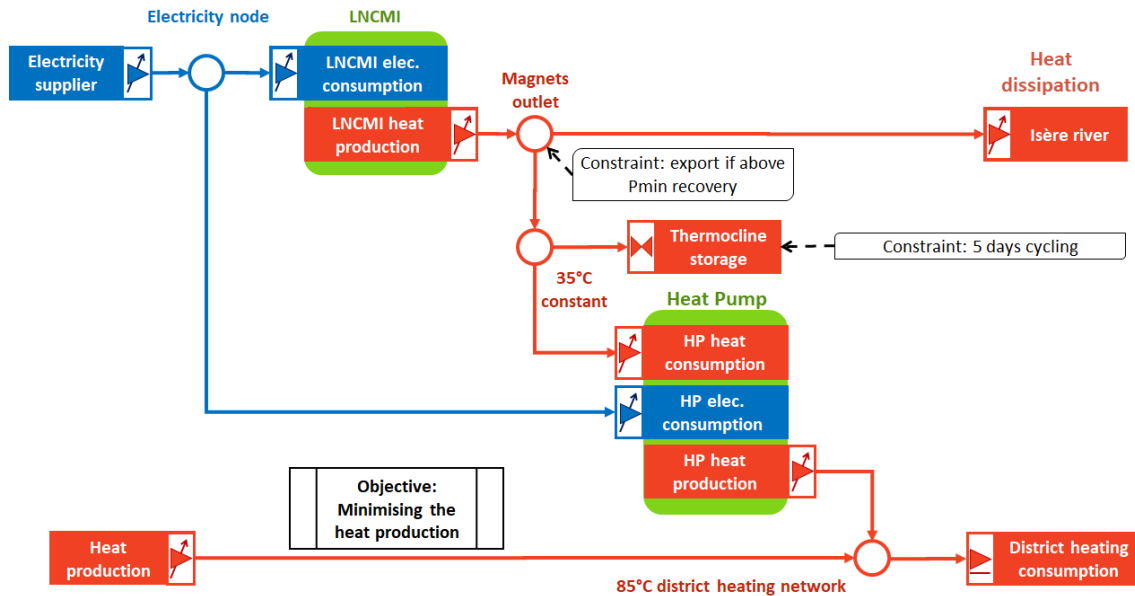 Electricity node
LNCMI
Electricity
supplier
LNCMI elec.
consumption
LNCMI heat
production
Magnets
outlet
Heat
dissipation
Isère river
Constraint: export if above
Pmin recovery
Thermocline
storage
Constraint: 5 days cycling
35°C
constant
Heat Pump
HP heat
consumption
HP elec.
consumption
HP heat
production
Objective:
Minimising the
heat production
Heat
production
85°C district heating network
District heating
consumption